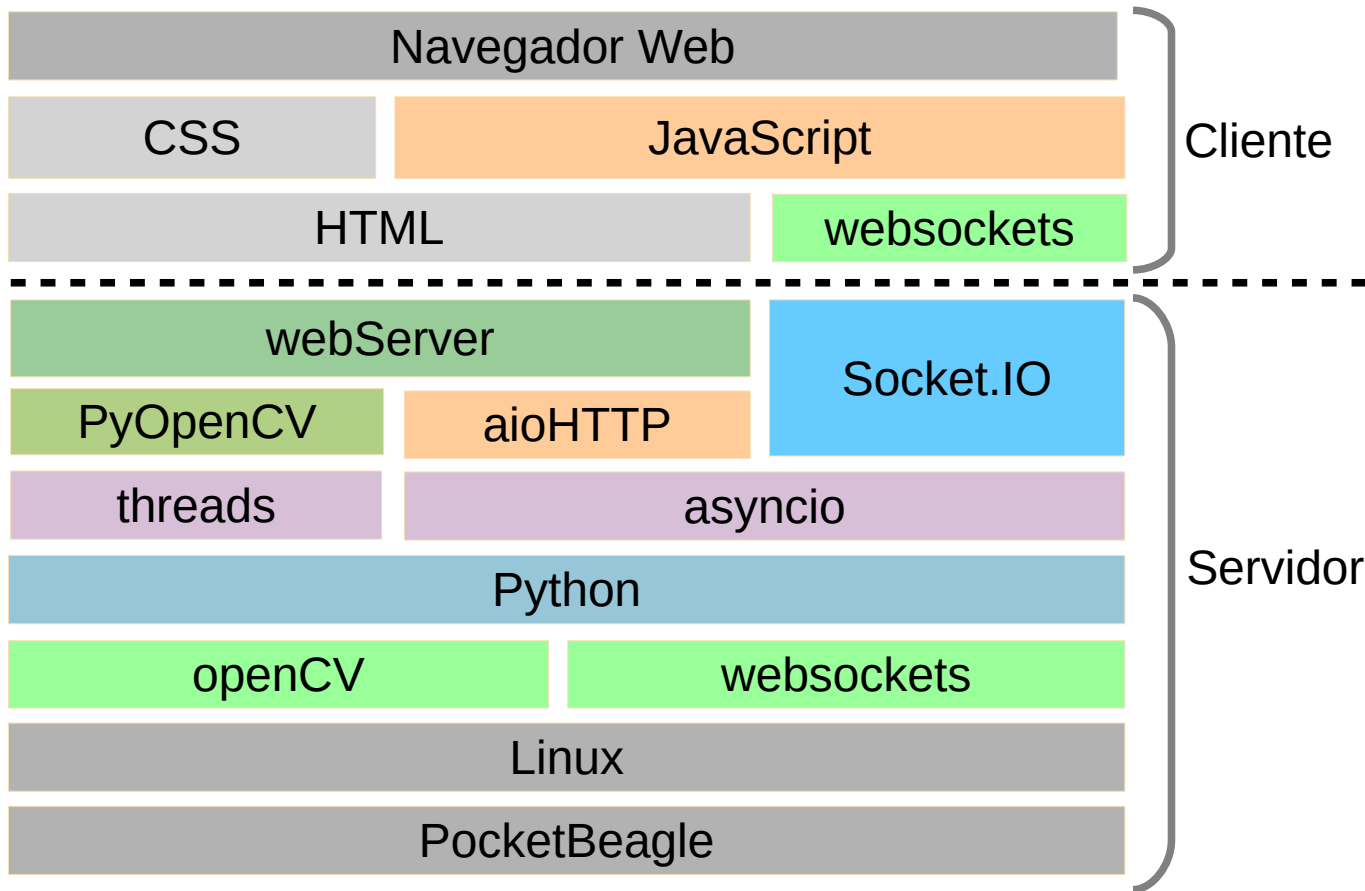 Navegador Web
CSS
JavaScript
Cliente
HTML
websockets
webServer
Socket.IO
PyOpenCV
aioHTTP
threads
asyncio
Servidor
Python
openCV
websockets
Linux
PocketBeagle